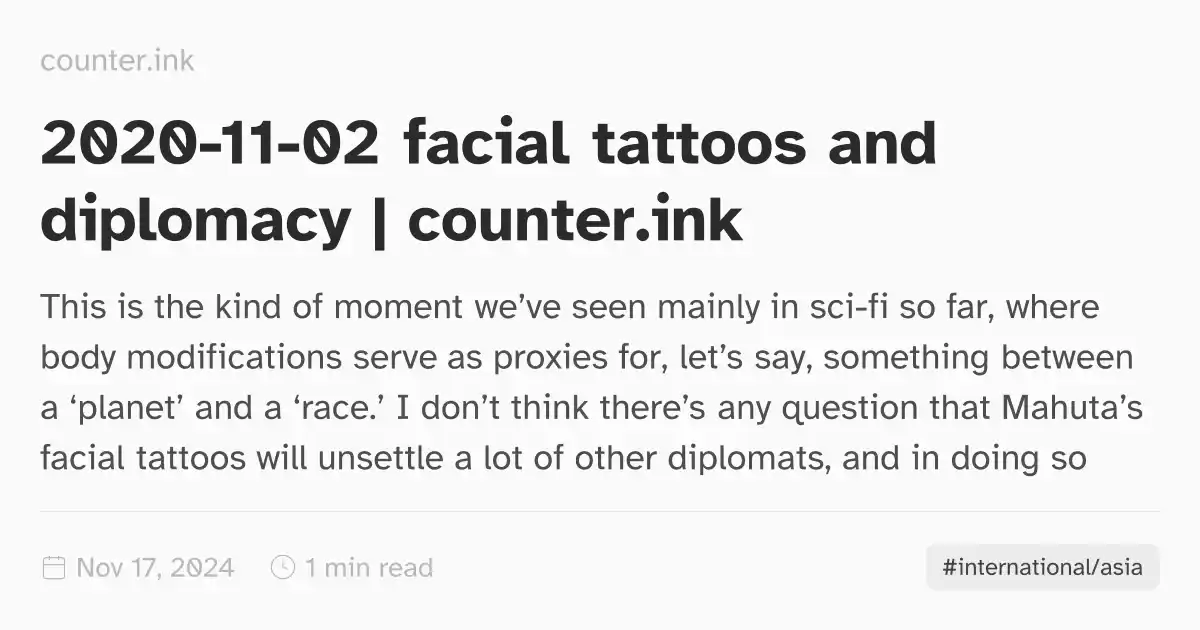 counter.ink
2020-11-02 facial tattoos and
diplomacy | counter.ink
This is the kind of moment we’ve seen mainly in sci-fi so far, where
body modifications serve as proxies for, let’s say, something between
a ‘planet’ and a ‘race.’ I don’t think there’s any question that Mahuta’s
facial tattoos will unsettle a lot of other diplomats, and in doing so
Nov 17, 2024 1 min read #international/asia